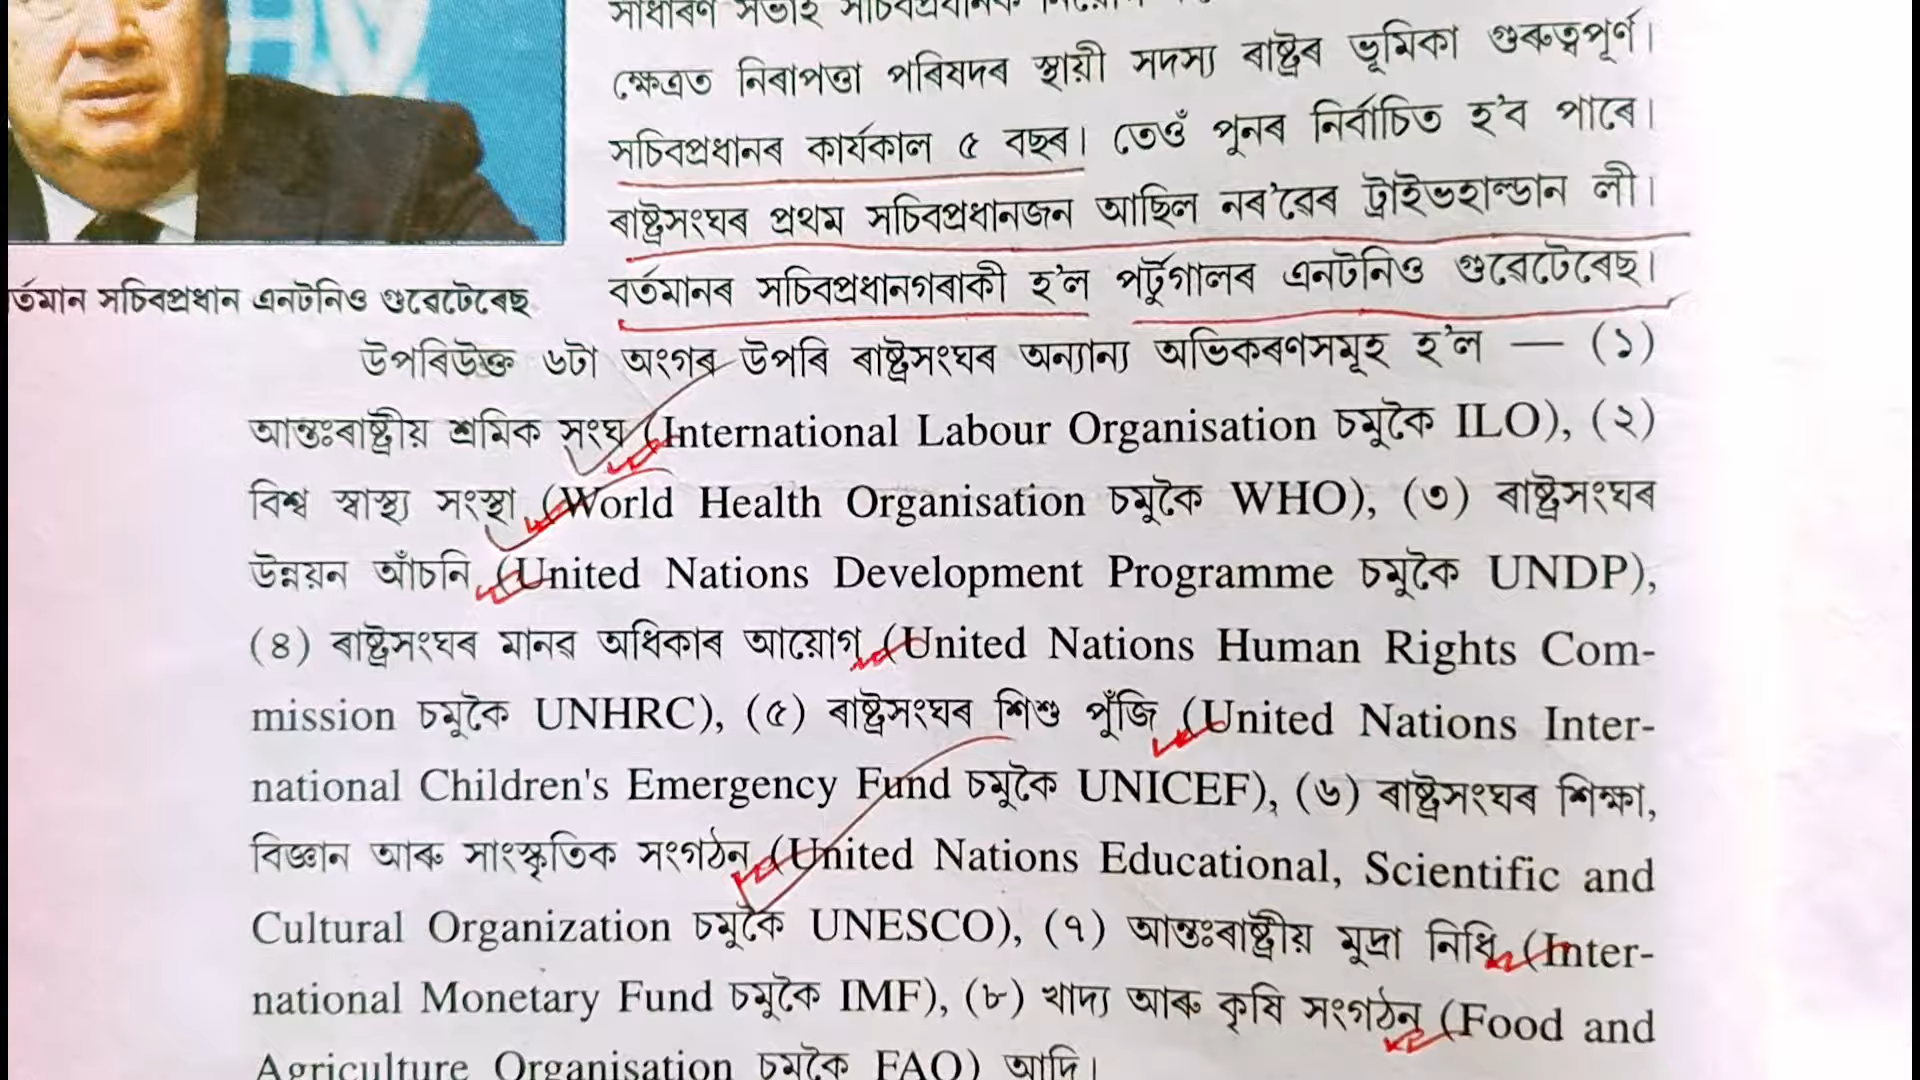 সাধাৰণ সভাই সচিবপ্ৰধানক
ক্ষেত্ৰত নিৰাপত্তা পৰিষদৰ স্থায়ী সদস্য ৰাষ্ট্ৰৰ ভূমিকা গুৰুত্বপূৰ্ণ।
সচিবপ্ৰধানৰ কাৰ্যকাল ৫ বছৰ। তেওঁ পুনৰ নিৰ্বাচিত হ'ব পাৰে।
ৰাষ্ট্ৰসংঘৰ প্ৰথম সচিবপ্ৰধানজন আছিল নৰ'ৱেৰ ট্ৰাইভহাল্ডান লী।
বৰ্তমানৰ সচিবপ্ৰধানগৰাকী হ'ল পৰ্টুগালৰ এনটনিও গুৱেটেৰেছ।
ৰ্তমান সচিবপ্ৰধান এনটনিও গুৱেটেৰেছ
উপৰিউক্ত ৬টা অংগৰ উপৰি ৰাষ্ট্ৰসংঘৰ অন্যান্য অভিকৰণসমূহ হ'ল — (১)
আন্তঃৰাষ্ট্ৰীয় শ্ৰমিক সংঘ (International Labour Organisation চমুকৈ ILO), (২)
বিশ্ব স্বাস্থ্য সংস্থা (World Health Organisation চমুকৈ WHO), (৩) ৰাষ্ট্ৰসংঘৰ
উন্নয়ন আঁচনি (United Nations Development Programme চমুকৈ UNDP),
(৪) ৰাষ্ট্ৰসংঘৰ মানৱ অধিকাৰ আয়োগ (United Nations Human Rights Com-
mission চমুকৈ UNHRC), (৫) ৰাষ্ট্ৰসংঘৰ শিশু পুঁজি (United Nations Inter-
national Children's Emergency Fund চমুকৈ UNICEF), (৬) ৰাষ্ট্ৰসংঘৰ শিক্ষা,
বিজ্ঞান আৰু সাংস্কৃতিক সংগঠন (United Nations Educational, Scientific and
Cultural Organization চমুকৈ UNESCO), (৭) আন্তঃৰাষ্ট্ৰীয় মুদ্ৰা নিধি (Inter-
national Monetary Fund চমুকৈ IMF), (৮) খাদ্য আৰু কৃষি সংগঠন (Food and
Agriculture Organisation চমুকৈ FAO) আদি।